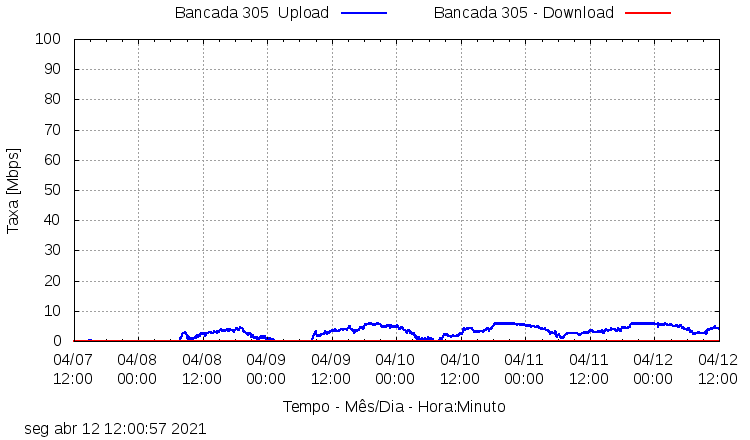 Bancada 305  Upload
Bancada 305 - Download
100
90
80
70
60
50
40
30
20
10
0
Taxa [Mbps]
04/07 04/08 04/08 04/09 04/09 04/10 04/10 04/11 04/11 04/12 04/12
12:00 00:00 12:00 00:00 12:00 00:00 12:00 00:00 12:00 00:00 12:00
Tempo - Mês/Dia - Hora:Minuto
seg abr 12 12:00:57 2021